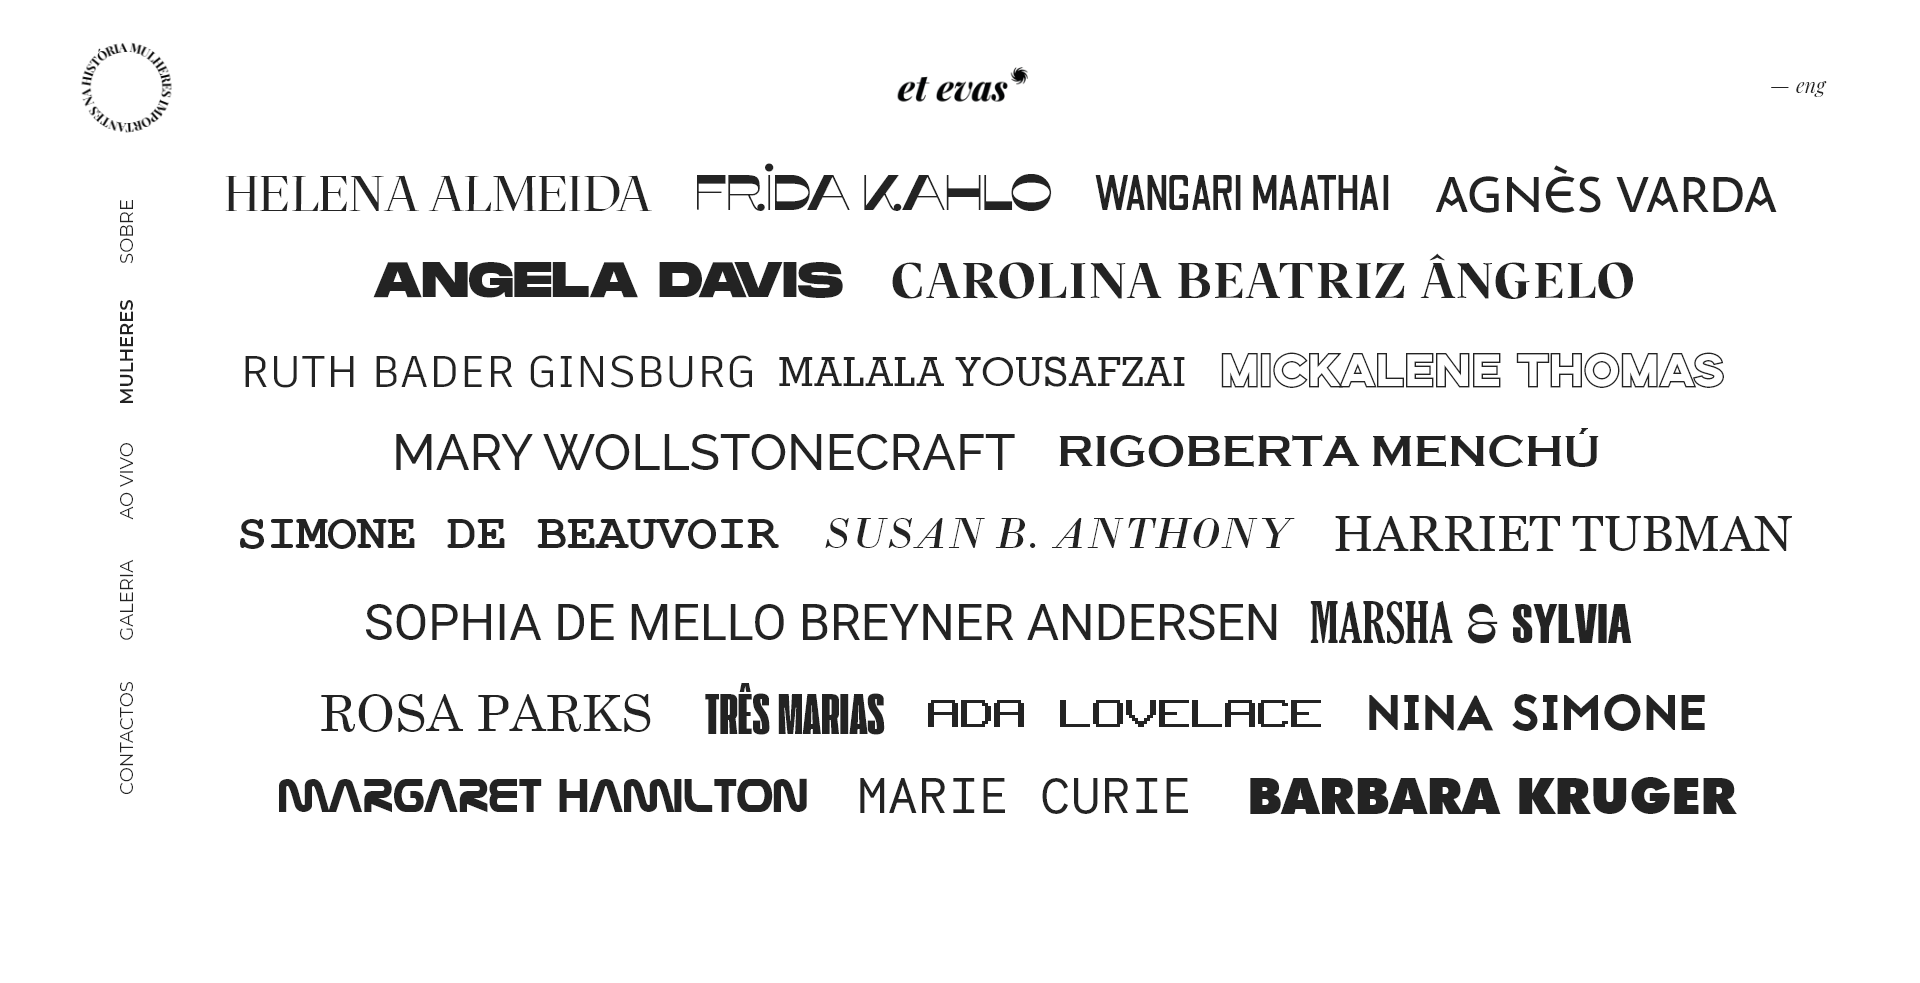 MULHERES IMPORTANTES NA HISTÓRIA
et evas
— eng
SOBRE
MULHERES
AO VIVO
GALERIA
CONTACTOS
HELENA ALMEIDA FRIDA KAHLO WANGARI MAATHAI AGNÈS VARDA
ANGELA DAVIS CAROLINA BEATRIZ ÂNGELO
RUTH BADER GINSBURG MALALA YOUSAFZAI MICKALENE THOMAS
MARY WOLLSTONECRAFT RIGOBERTA MENCHÚ
SIMONE DE BEAUVOIR SUSAN B. ANTHONY HARRIET TUBMAN
SOPHIA DE MELLO BREYNER ANDERSEN MARSHA & SYLVIA
ROSA PARKS TRÊS MARIAS ADA LOVELACE NINA SIMONE
MARGARET HAMILTON MARIE CURIE BARBARA KRUGER